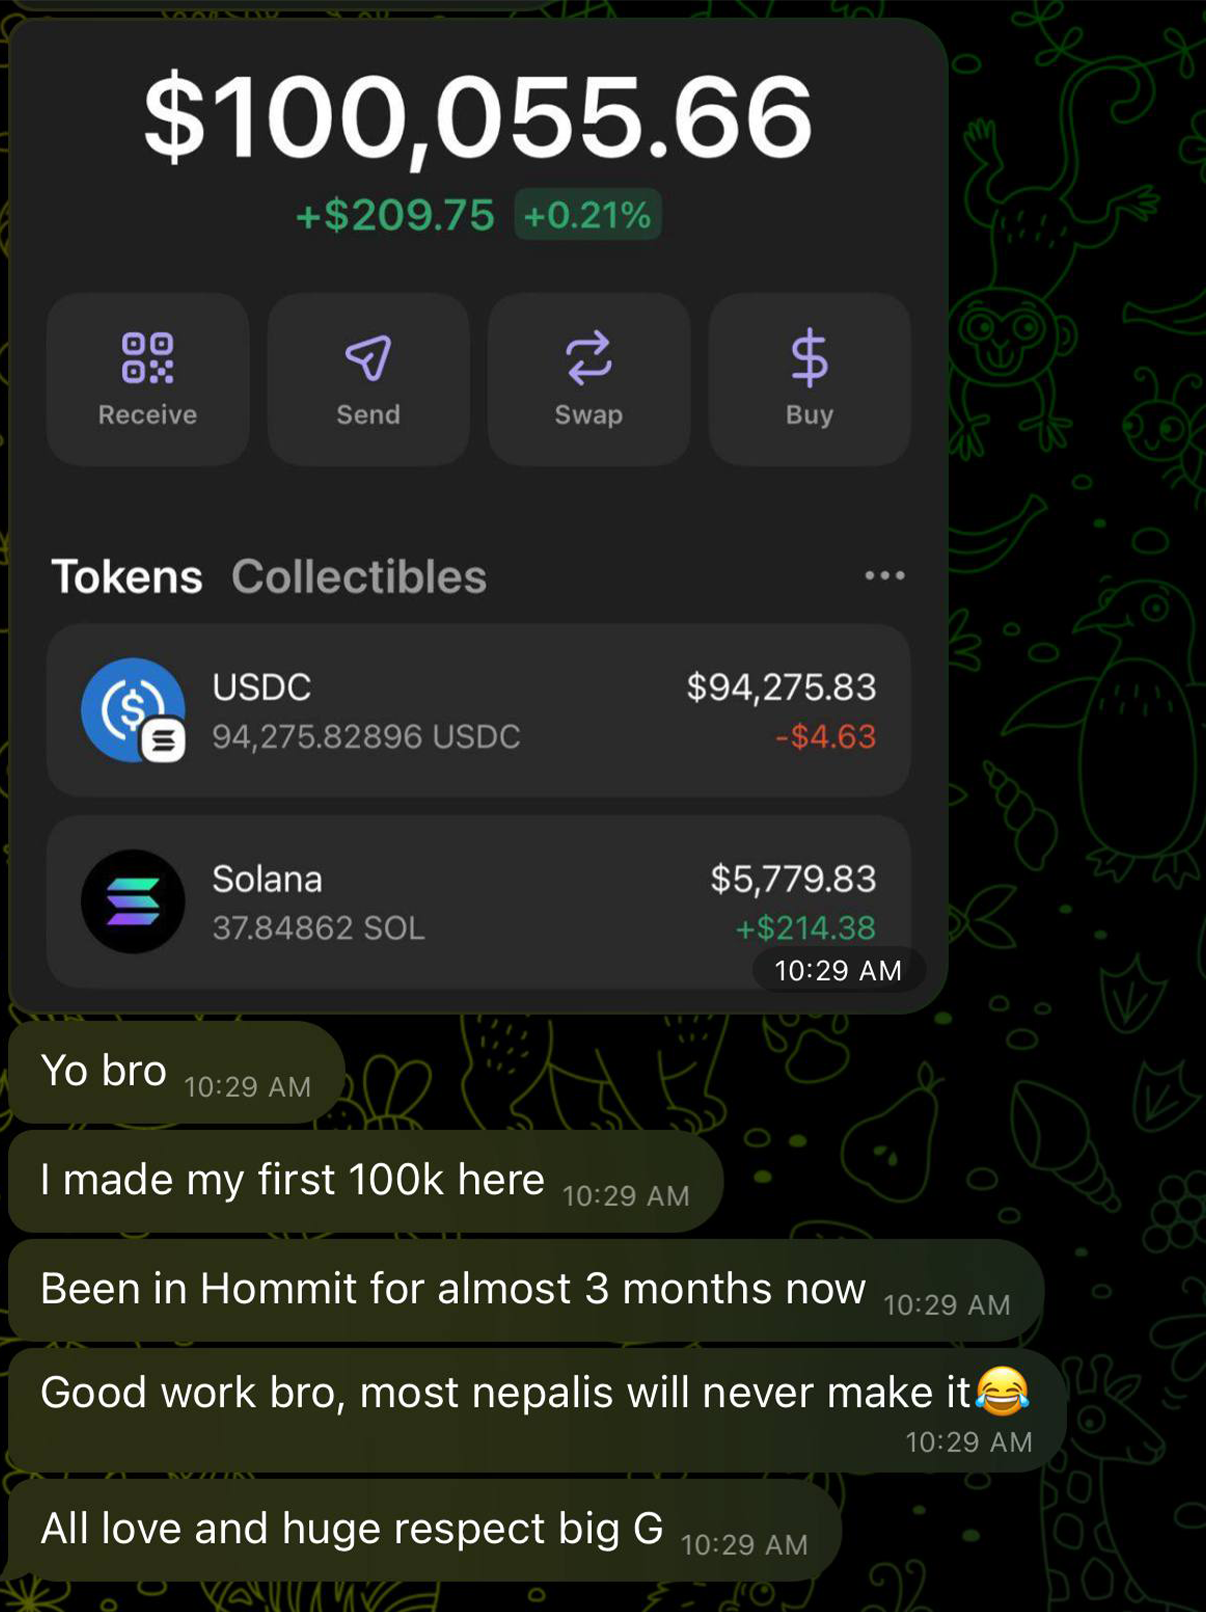 $100,055.66
+$209.75 +0.21%
Receive Send Swap Buy
Tokens Collectibles
USDC $94,275.83
94,275.82896 USDC -$4.63
Solana $5,779.83
37.84862 SOL +$214.38
10:29 AM
Yo bro 10:29 AM
I made my first 100k here 10:29 AM
Been in Hommit for almost 3 months now 10:29 AM
Good work bro, most nepalis will never make it😂
10:29 AM
All love and huge respect big G 10:29 AM